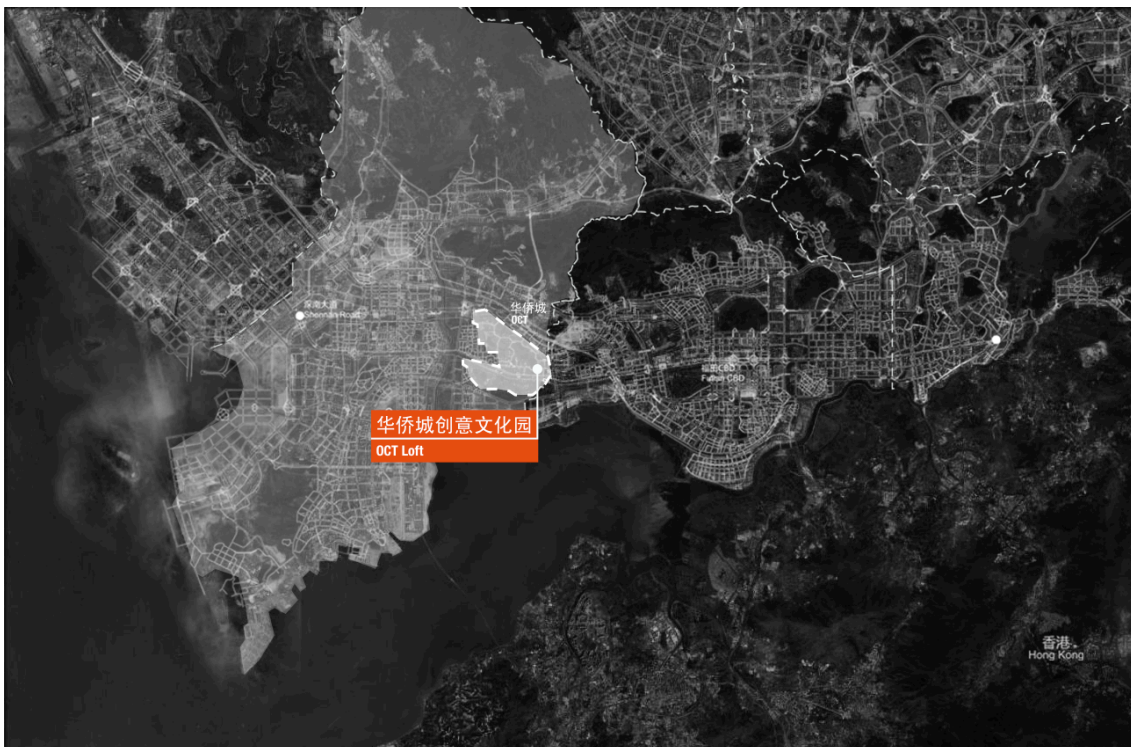 华侨城
OCT
深南大道
Shennan Road
福田CBD
Futian CBD
华侨城创意文化园
OCT Loft
香港
Hong Kong